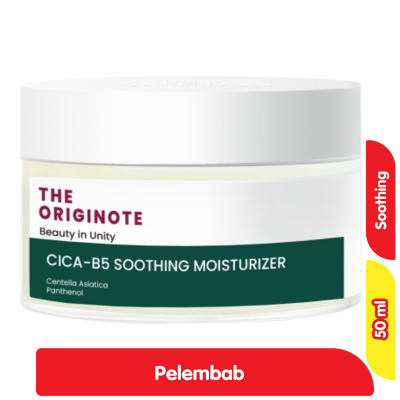 THE
ORIGINOTE
Beauty in Unity
CICA-B5 SOOTHING MOISTURIZER
Centella Asiatica
Panthenol
Soothing
50 ml
Pelembab